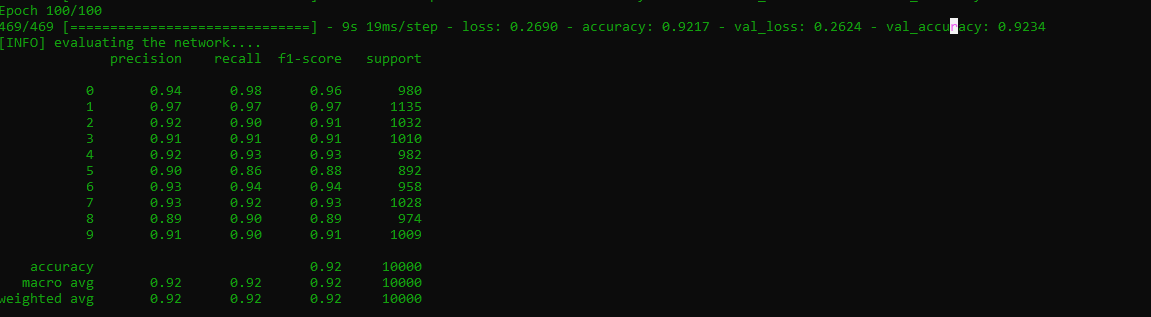 Epoch 100/100
469/469 [==============================] - 9s 19ms/step - loss: 0.2690 - accuracy: 0.9217 - val_loss: 0.2624 - val_accuracy: 0.9234
[INFO] evaluating the network....
precision recall f1-score support
0 0.94 0.98 0.96 980
1 0.97 0.97 0.97 1135
2 0.92 0.90 0.91 1032
3 0.91 0.91 0.91 1010
4 0.92 0.93 0.93 982
5 0.90 0.86 0.88 892
6 0.93 0.94 0.94 958
7 0.93 0.92 0.93 1028
8 0.89 0.90 0.89 974
9 0.91 0.90 0.91 1009
accuracy 0.92 10000
macro avg 0.92 0.92 0.92 10000
weighted avg 0.92 0.92 0.92 10000